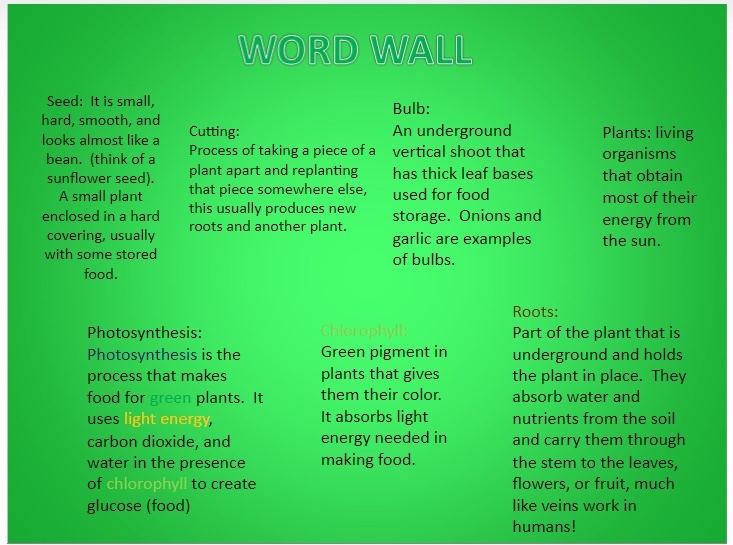 WORD WALL
Seed:  It is small,
hard, smooth, and
looks almost like a
bean.  (think of a
sunflower seed).
A small plant
enclosed in a hard
covering, usually
with some stored
food.
Cutting:
Process of taking a piece of a
plant apart and replanting
that piece somewhere else,
this usually produces new
roots and another plant.
Bulb:
An underground
vertical shoot that
has thick leaf bases
used for food
storage.  Onions and
garlic are examples
of bulbs.
Plants: living
organisms
that obtain
most of their
energy from
the sun.
Photosynthesis:
Photosynthesis is the
process that makes
food for green plants.  It
uses light energy,
carbon dioxide, and
water in the presence
of chlorophyll to create
glucose (food)
Chlorophyll:
Green pigment in
plants that gives
them their color.
It absorbs light
energy needed in
making food.
Roots:
Part of the plant that is
underground and holds
the plant in place.  They
absorb water and
nutrients from the soil
and carry them through
the stem to the leaves,
flowers, or fruit, much
like veins work in
humans!